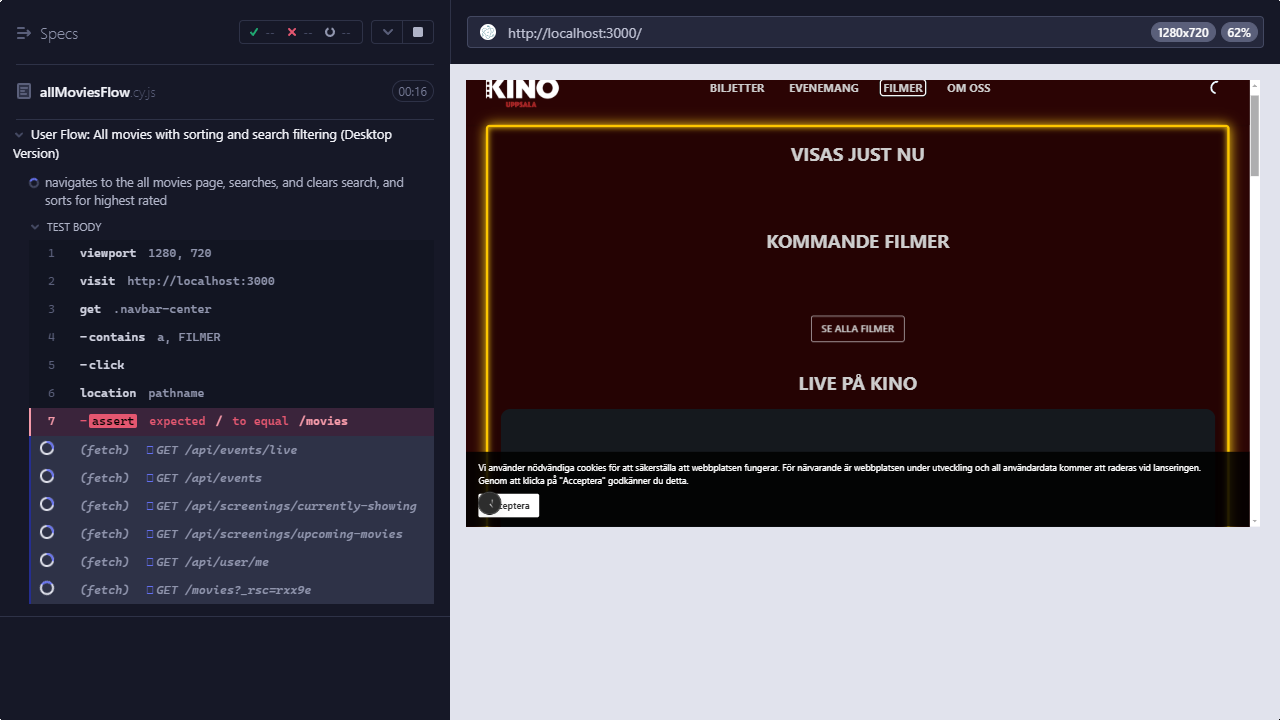 Specs
-- -- --
allMoviesFlow.cy.js 00:16
User Flow: All movies with sorting and search filtering (Desktop
Version)
navigates to the all movies page, searches, and clears search, and
sorts for highest rated
TEST BODY
1 viewport 1280, 720
2 visit http://localhost:3000
3 get .navbar-center
4 -contains a, FILMER
5 -click
6 location pathname
7 -assert expected / to equal /movies
(fetch) GET /api/events/live
(fetch) GET /api/events
(fetch) GET /api/screenings/currently-showing
(fetch) GET /api/screenings/upcoming-movies
(fetch) GET /api/user/me
(fetch) GET /movies?_rsc=rxx9e
http://localhost:3000/ 1280x720 62%
KINO
UPPSALA
BILJETTER EVENEMANG FILMER OM OSS
VISAS JUST NU
KOMMANDE FILMER
SE ALLA FILMER
LIVE PÅ KINO
Vi använder nödvändiga cookies för att säkerställa att webbplatsen fungerar. För närvarande är webbplatsen under utveckling och all användardata kommer att raderas vid lanseringen.
Genom att klicka på "Acceptera" godkänner du detta.
cceptera